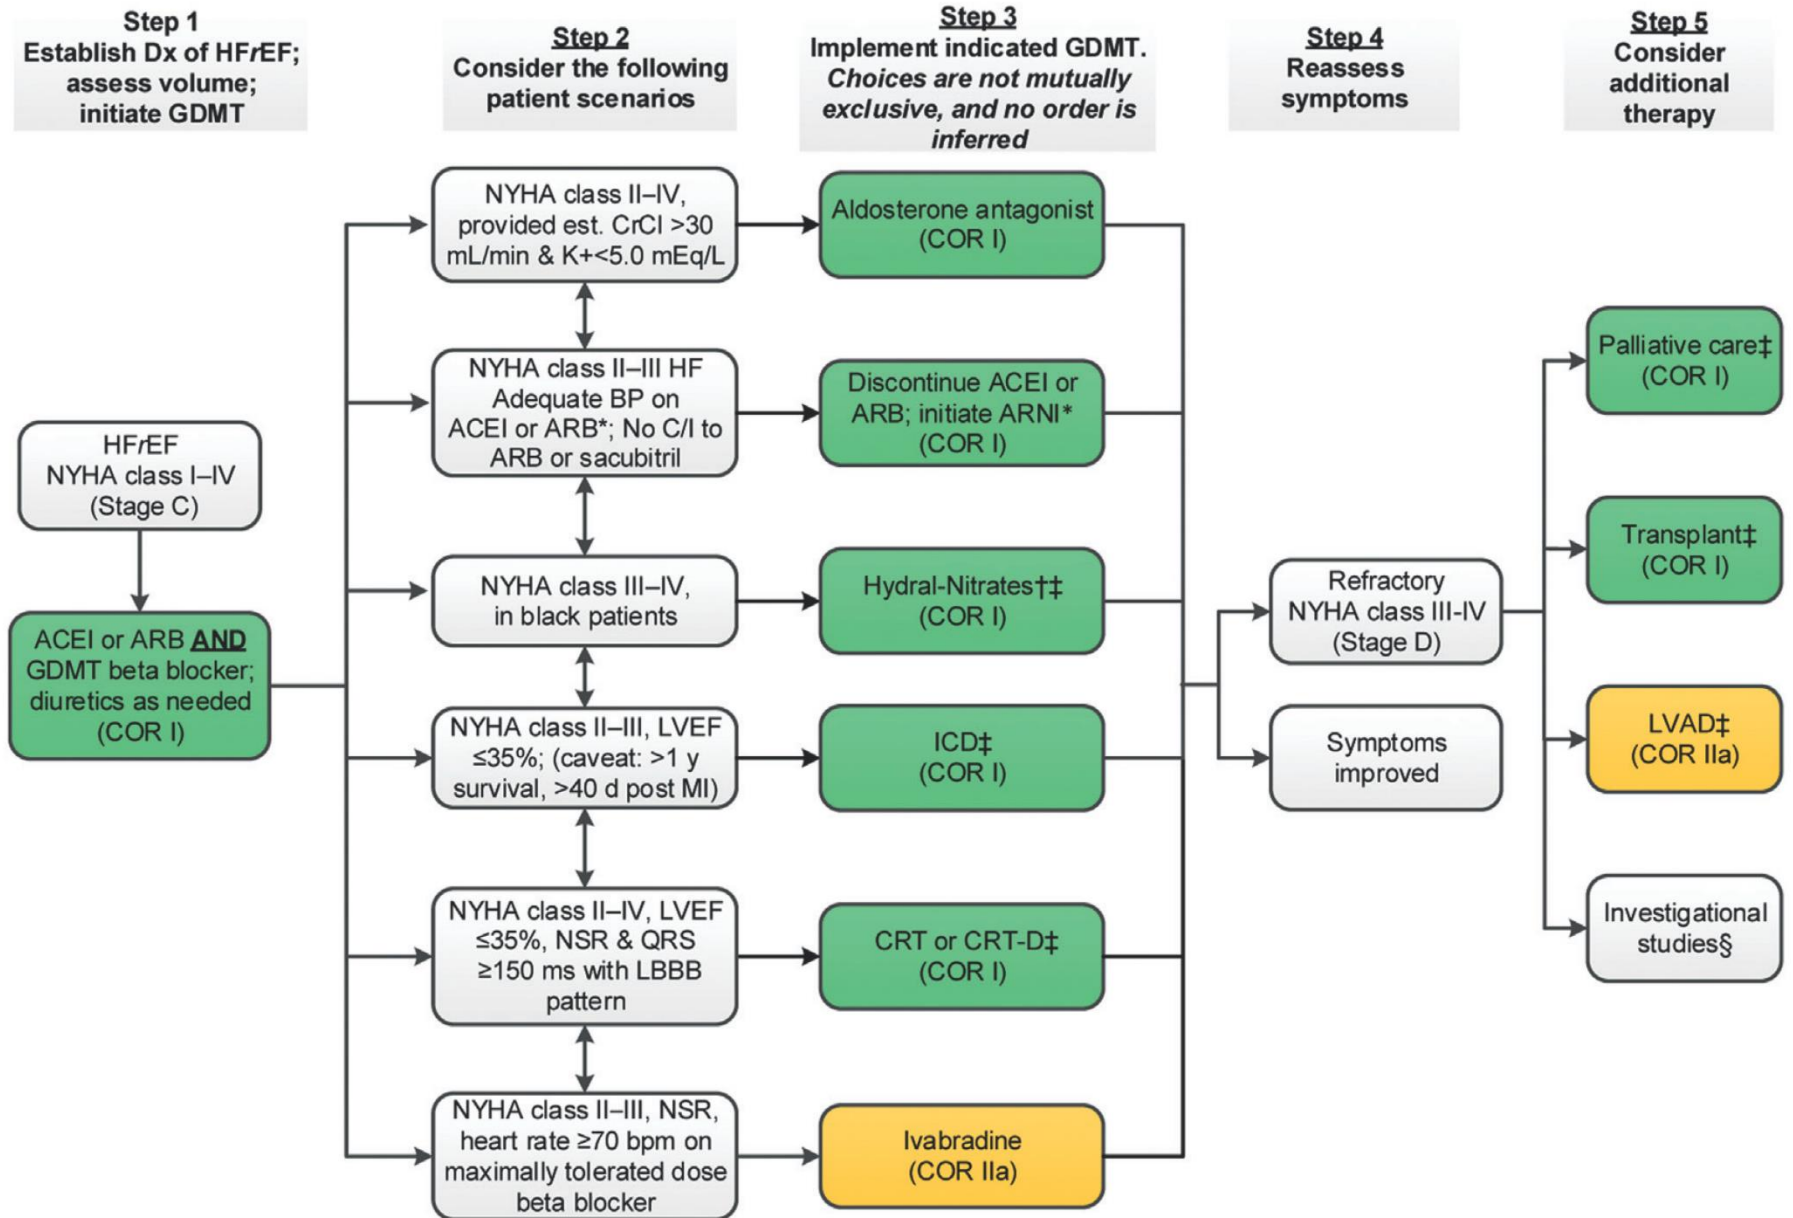 Step 1
Establish Dx of HFrEF;
assess volume;
initiate GDMT
Step 2
Consider the following
patient scenarios
Step 3
Implement indicated GDMT.
Choices are not mutually
exclusive, and no order is
inferred
Step 4
Reassess
symptoms
Step 5
Consider
additional
therapy
HFrEF
NYHA class I–IV
(Stage C)
ACEI or ARB AND
GDMT beta blocker;
diuretics as needed
(COR I)
NYHA class II–IV,
provided est. CrCl >30
mL/min & K+<5.0 mEq/L
NYHA class II–III HF
Adequate BP on
ACEI or ARB*; No C/I to
ARB or sacubitril
NYHA class III–IV,
in black patients
NYHA class II–III, LVEF
≤35%; (caveat: >1 y
survival, >40 d post MI)
NYHA class II–IV, LVEF
≤35%, NSR & QRS
≥150 ms with LBBB
pattern
NYHA class II–III, NSR,
heart rate ≥70 bpm on
maximally tolerated dose
beta blocker
Aldosterone antagonist
(COR I)
Discontinue ACEI or
ARB; initiate ARNI*
(COR I)
Hydral-Nitrates†‡
(COR I)
ICD‡
(COR I)
CRT or CRT-D‡
(COR I)
Ivabradine
(COR IIa)
Refractory
NYHA class III-IV
(Stage D)
Symptoms
improved
Palliative care‡
(COR I)
Transplant‡
(COR I)
LVAD‡
(COR IIa)
Investigational
studies§